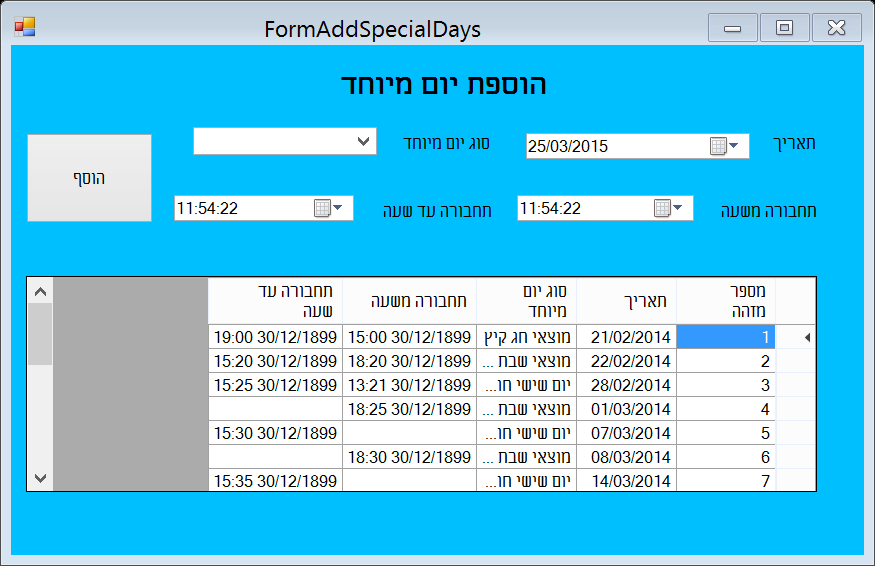 FormAddSpecialDays
הוספת יום מיוחד
תאריך 25/03/2015 סוג יום מיוחד
הוסף
תחבורה משעה 11:54:22 תחבורה עד שעה 11:54:22
מספר מזהה תאריך סוג יום מיוחד תחבורה משעה תחבורה עד שעה
1 21/02/2014 מוצאי חג קיץ 15:00 30/12/1899 19:00 30/12/1899
2 22/02/2014 מוצאי שבת ... 18:20 30/12/1899 15:20 30/12/1899
3 28/02/2014 יום שישי חו... 13:21 30/12/1899 15:25 30/12/1899
4 01/03/2014 מוצאי שבת ... 18:25 30/12/1899
5 07/03/2014 יום שישי חו... 15:30 30/12/1899
6 08/03/2014 מוצאי שבת ... 18:30 30/12/1899
7 14/03/2014 יום שישי חו... 15:35 30/12/1899